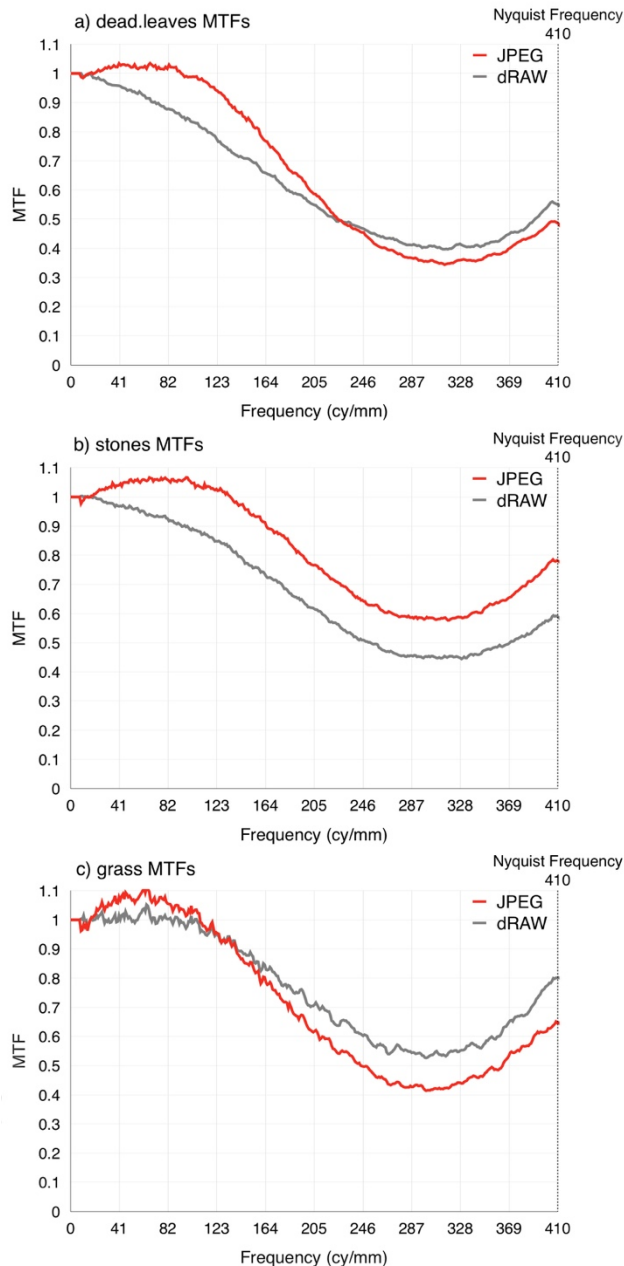 a) dead.leaves MTFs
Nyquist Frequency
410
1.1
1
0.9
0.8
0.7
0.6
0.5
0.4
0.3
0.2
0.1
0
MTF
JPEG
dRAW
0 41 82 123 164 205 246 287 328 369 410
Frequency (cy/mm)
b) stones MTFs
Nyquist Frequency
410
1.1
1
0.9
0.8
0.7
0.6
0.5
0.4
0.3
0.2
0.1
0
MTF
JPEG
dRAW
0 41 82 123 164 205 246 287 328 369 410
Frequency (cy/mm)
c) grass MTFs
Nyquist Frequency
410
1.1
1
0.9
0.8
0.7
0.6
0.5
0.4
0.3
0.2
0.1
0
MTF
JPEG
dRAW
0 41 82 123 164 205 246 287 328 369 410
Frequency (cy/mm)